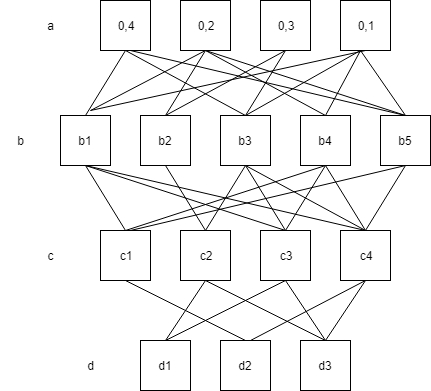 a 0,4 0,2 0,3 0,1
b b1 b2 b3 b4 b5
c c1 c2 c3 c4
d d1 d2 d3